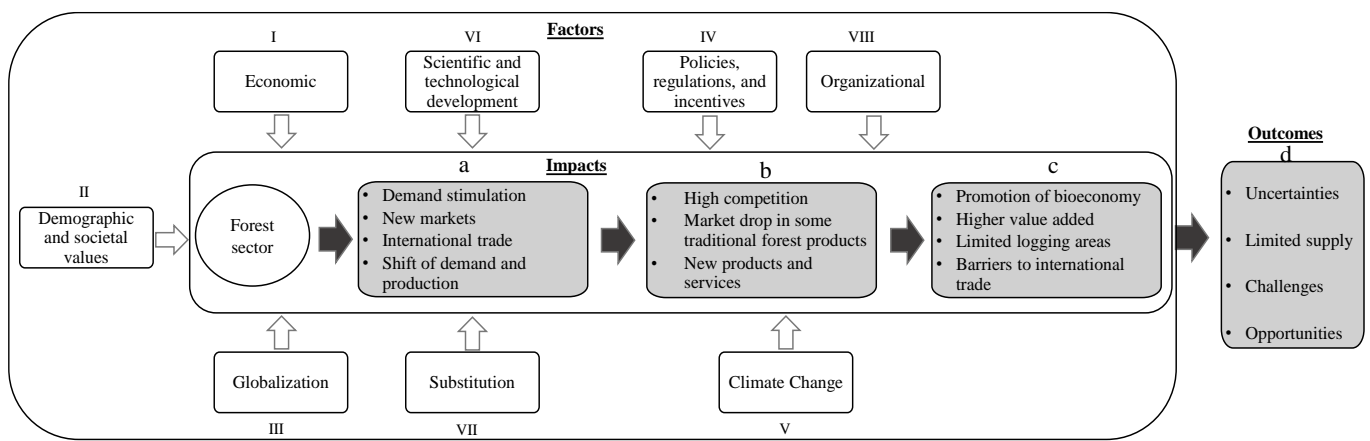 Factors
I
Economic
VI
Scientific and
technological
development
IV
Policies,
regulations, and
incentives
VIII
Organizational
II
Demographic
and societal
values
Impacts
Forest
sector
a
• Demand stimulation
• New markets
• International trade
• Shift of demand and
production
b
• High competition
• Market drop in some
traditional forest products
• New products and
services
c
• Promotion of bioeconomy
• Higher value added
• Limited logging areas
• Barriers to international
trade
Outcomes
d
• Uncertainties
• Limited supply
• Challenges
• Opportunities
Globalization
III
Substitution
VII
Climate Change
V